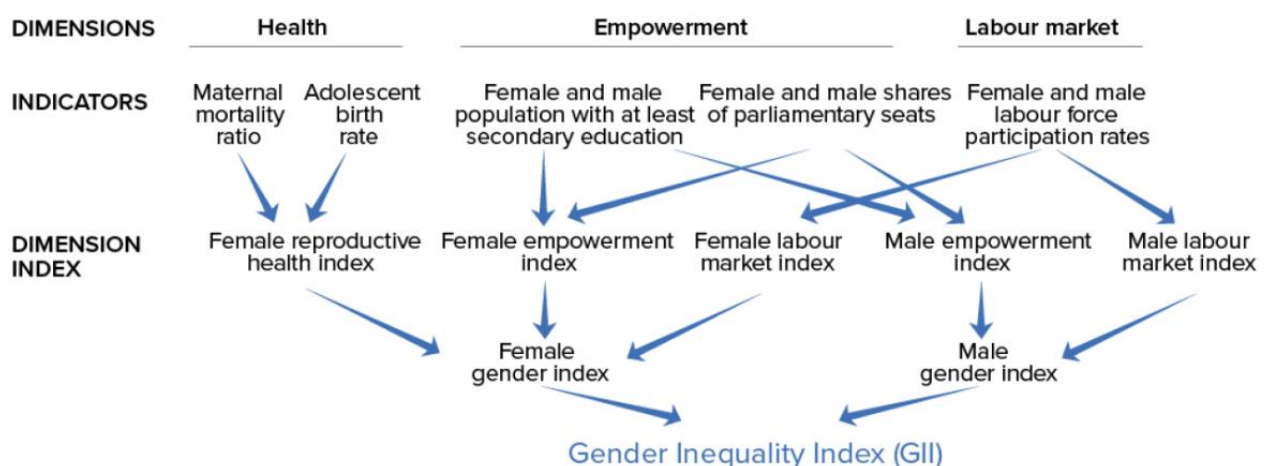 DIMENSIONS
Health
Empowerment
Labour market
INDICATORS
Maternal
mortality
ratio
Adolescent
birth
rate
Female and male
population with at least
secondary education
Female and male shares
of parliamentary seats
Female and male
labour force
participation rates
DIMENSION
INDEX
Female reproductive
health index
Female empowerment
index
Female labour
market index
Male empowerment
index
Male labour
market index
Female
gender index
Male
gender index
Gender Inequality Index (GII)